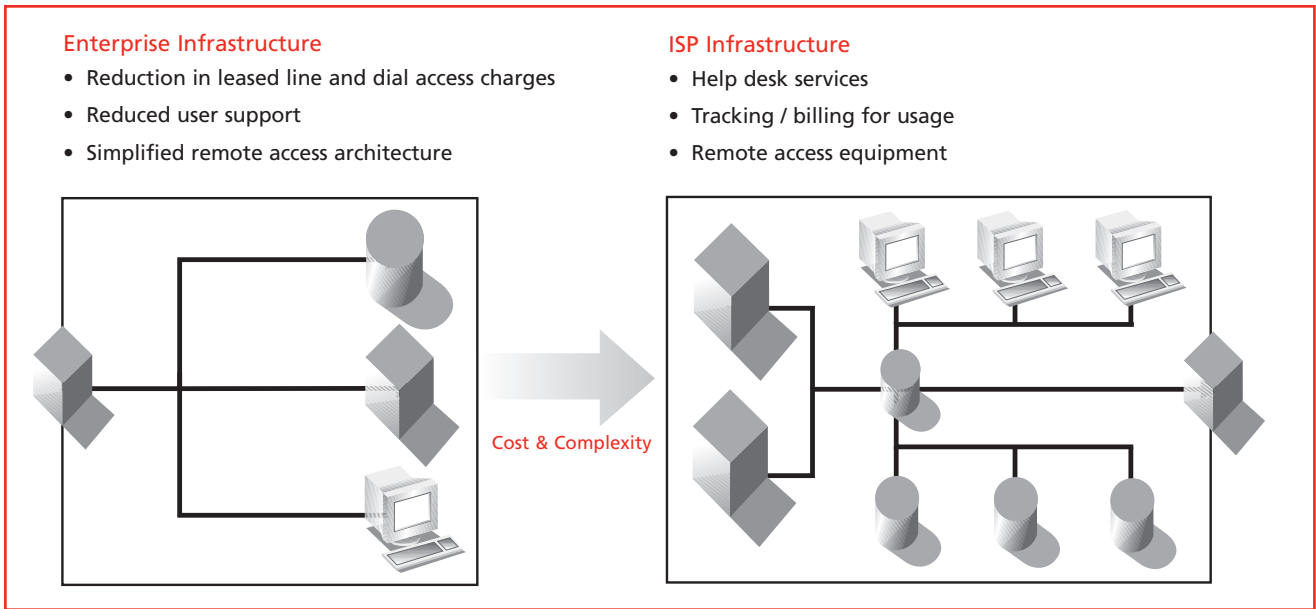 Enterprise Infrastructure
• Reduction in leased line and dial access charges
• Reduced user support
• Simplified remote access architecture
ISP Infrastructure
• Help desk services
• Tracking / billing for usage
• Remote access equipment
Cost & Complexity